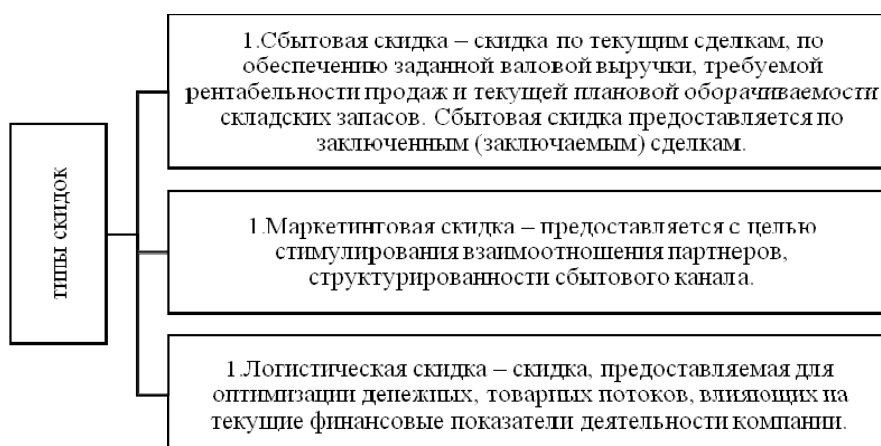 типы скидок
1.Сбытовая скидка – скидка по текущим сделкам, по
обеспечению заданной валовой выручки, требуемой
рентабельности продаж и текущей плановой оборачиваемости
складских запасов. Сбытовая скидка предоставляется по
заключенным (заключаемым) сделкам.
1.Маркетинговая скидка – предоставляется с целью
стимулирования взаимоотношения партнеров,
структурированности сбытового канала.
1.Логистическая скидка – скидка, предоставляемая для
оптимизации денежных, товарных потоков, влияющих на
текущие финансовые показатели деятельности компании.